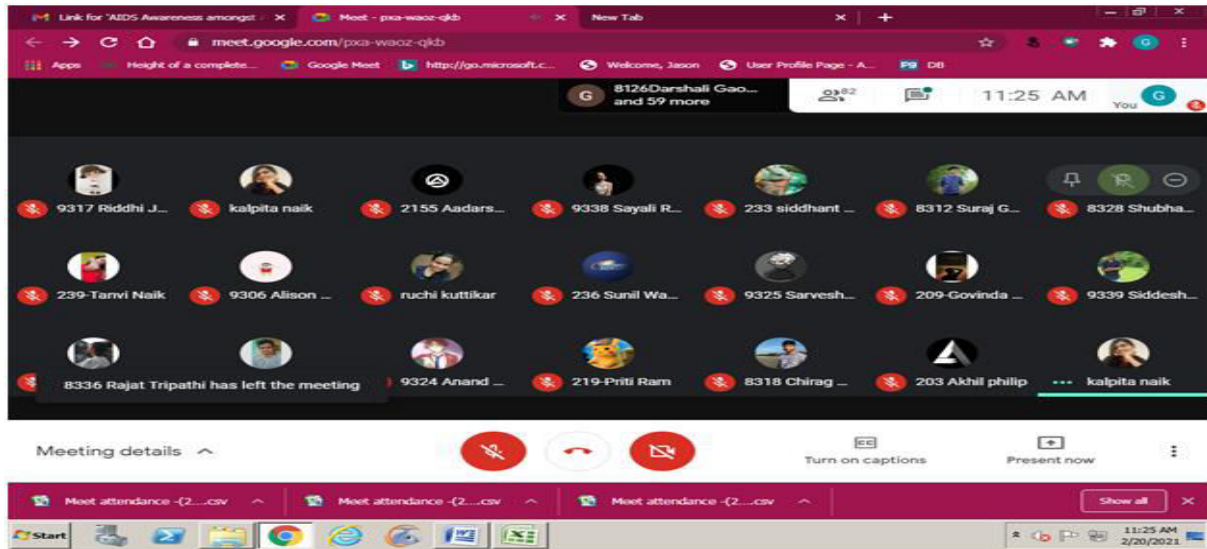 Link for "AIDS Awareness amongst
Meet - pxa-waoz-qkb
New Tab
meet.google.com/pxa-waoz-qkb
G
Apps
Height of a complete...
Google Meet
http://go.microsoft.c...
Welcome, Jason
User Profile Page - A...
DB
G
8126Darshali Gao...
and 59 more
82
11:25 AM
You
G
9317 Riddhi J...
kalpita naik
2155 Aadars...
9338 Sayali R...
233 siddhant ...
8312 Suraj G...
8328 Shubha...
239-Tanvi Naik
9306 Alison ...
ruchi kuttikar
236 Sunil Wa...
9325 Sarvesh...
209-Govinda ...
9339 Siddesh...
8336 Rajat Tripathi has left the meeting
9324 Anand ...
219-Priti Ram
8318 Chirag ...
203 Akhil philip
kalpita naik
Meeting details
CC
Turn on captions
Present now
Meet attendance -(2....csv
Meet attendance -(2....csv
Meet attendance -(2....csv
Show all
Start
11:25 AM
2/20/2021